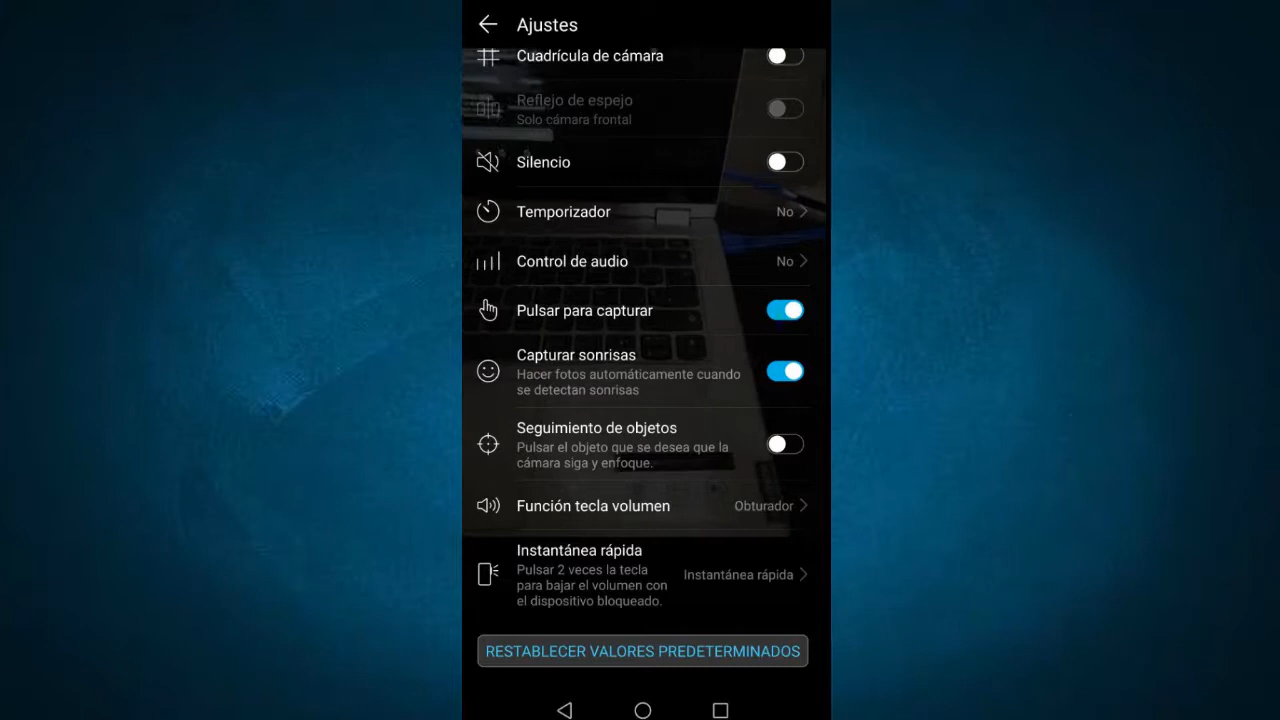 Ajustes
Cuadrícula de cámara
Reflejo de espejo
Solo cámara frontal
Silencio
Temporizador
No
Control de audio
No
Pulsar para capturar
Capturar sonrisas
Hacer fotos automáticamente cuando
se detectan sonrisas
Seguimiento de objetos
Pulsar el objeto que se desea que la
cámara siga y enfoque.
Función tecla volumen
Obturador
Instantánea rápida
Pulsar 2 veces la tecla
para bajar el volumen con
el dispositivo bloqueado.
Instantánea rápida
RESTABLECER VALORES PREDETERMINADOS